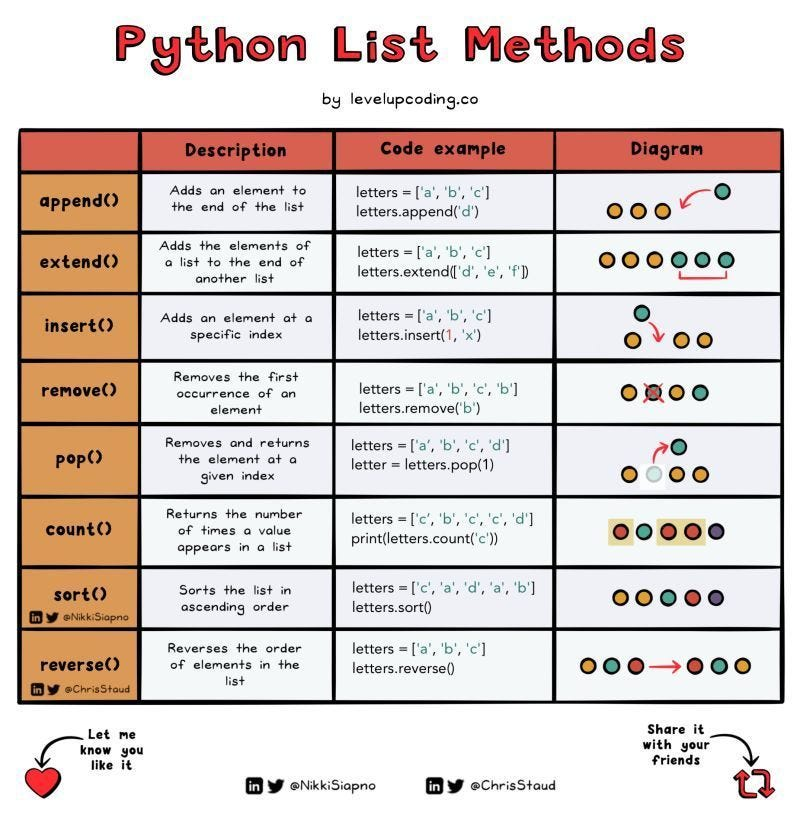 Python List Methods
by levelupcoding.co
Description
Code example
Diagram
append()
Adds an element to
the end of the list
letters = ['a', 'b', 'c']
letters.append('d')
extend()
Adds the elements of
a list to the end of
another list
letters = ['a', 'b', 'c']
letters.extend(['d', 'e', 'f'])
insert()
Adds an element at a
specific index
letters = ['a', 'b', 'c']
letters.insert(1, 'x')
remove()
Removes the first
occurrence of an
element
letters = ['a', 'b', 'c', 'b']
letters.remove('b')
pop()
Removes and returns
the element at a
given index
letters = ['a’, 'b', 'c', 'd']
letter = letters.pop(1)
count()
Returns the number
of times a value
appears in a list
letters = ['c’, 'b', 'c', 'c', 'd']
print(letters.count('c'))
sort()
in @NikkiSiapno
Sorts the list in
ascending order
letters = ['c', 'a', 'd', 'a', 'b']
letters.sort()
reverse()
in @ChrisStaud
Reverses the order
of elements in the
list
letters = ['a', 'b', 'c']
letters.reverse()
Let me
know you
like it
in @NikkiSiapno
in @ChrisStaud
Share it
with your
friends